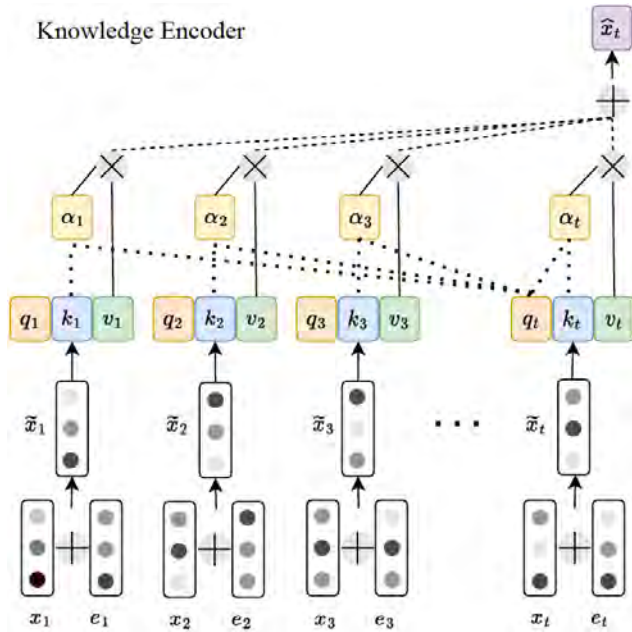 Knowledge Encoder
x̂_t
α_1 α_2 α_3 α_t
q_1 k_1 v_1 q_2 k_2 v_2 q_3 k_3 v_3 q_t k_t v_t
x̃_1 x̃_2 x̃_3 ··· x̃_t
x_1 e_1 x_2 e_2 x_3 e_3 x_t e_t